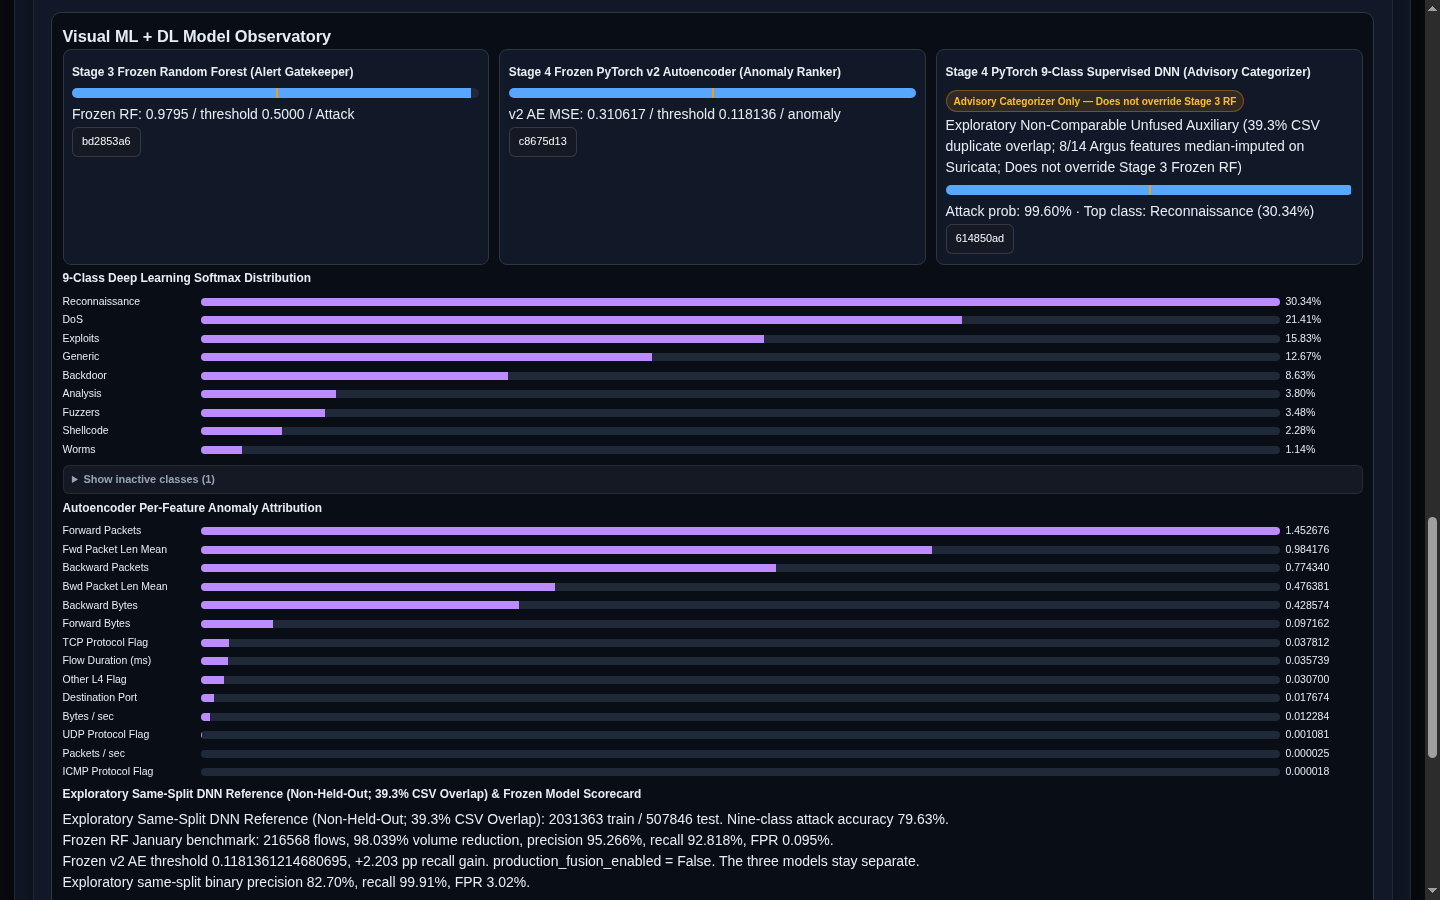 Visual ML + DL Model Observatory
Stage 3 Frozen Random Forest (Alert Gatekeeper)
Frozen RF: 0.9795 / threshold 0.5000 / Attack
bd2853a6
Stage 4 Frozen PyTorch v2 Autoencoder (Anomaly Ranker)
v2 AE MSE: 0.310617 / threshold 0.118136 / anomaly
c8675d13
Stage 4 PyTorch 9-Class Supervised DNN (Advisory Categorizer)
Advisory Categorizer Only — Does not override Stage 3 RF
Exploratory Non-Comparable Unfused Auxiliary (39.3% CSV
duplicate overlap; 8/14 Argus features median-imputed on
Suricata; Does not override Stage 3 Frozen RF)
Attack prob: 99.60% · Top class: Reconnaissance (30.34%)
614850ad
9-Class Deep Learning Softmax Distribution
Reconnaissance 30.34%
DoS 21.41%
Exploits 15.83%
Generic 12.67%
Backdoor 8.63%
Analysis 3.80%
Fuzzers 3.48%
Shellcode 2.28%
Worms 1.14%
Show inactive classes (1)
Autoencoder Per-Feature Anomaly Attribution
Forward Packets 1.452676
Fwd Packet Len Mean 0.984176
Backward Packets 0.774340
Bwd Packet Len Mean 0.476381
Backward Bytes 0.428574
Forward Bytes 0.097162
TCP Protocol Flag 0.037812
Flow Duration (ms) 0.035739
Other L4 Flag 0.030700
Destination Port 0.017674
Bytes / sec 0.012284
UDP Protocol Flag 0.001081
Packets / sec 0.000025
ICMP Protocol Flag 0.000018
Exploratory Same-Split DNN Reference (Non-Held-Out; 39.3% CSV Overlap) & Frozen Model Scorecard
Exploratory Same-Split DNN Reference (Non-Held-Out; 39.3% CSV Overlap): 2031363 train / 507846 test. Nine-class attack accuracy 79.63%.
Frozen RF January benchmark: 216568 flows, 98.039% volume reduction, precision 95.266%, recall 92.818%, FPR 0.095%.
Frozen v2 AE threshold 0.1181361214680695, +2.203 pp recall gain. production_fusion_enabled = False. The three models stay separate.
Exploratory same-split binary precision 82.70%, recall 99.91%, FPR 3.02%.